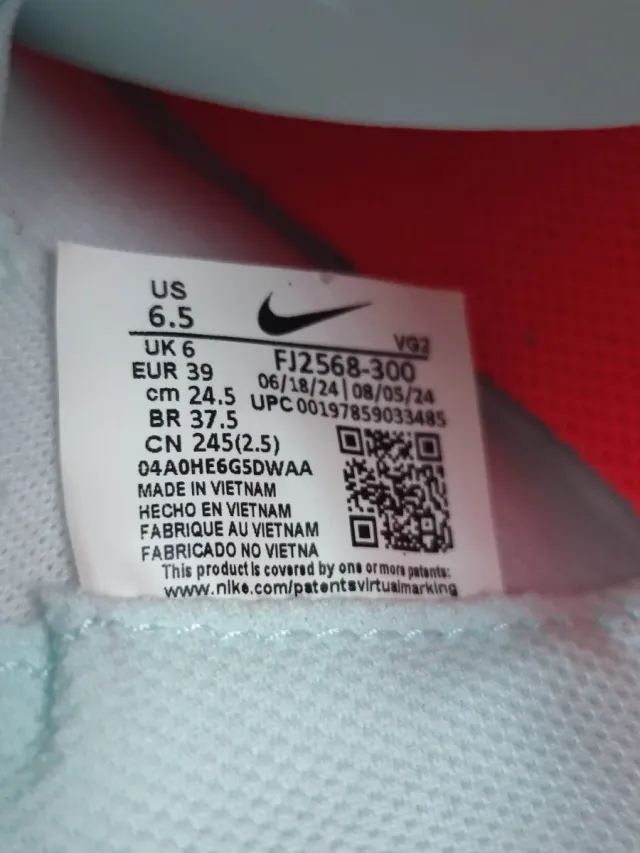 US
6.5
VG2
UK 6
FJ2568-300
EUR 39
06/18/24 | 08/05/24
cm 24.5
UPC 00197859033485
BR 37.5
CN 245(2.5)
04A0HE6G5DWAA
MADE IN VIETNAM
HECHO EN VIETNAM
FABRIQUE AU VIETNAM
FABRICADO NO VIETNA
This product is covered by one or more patents:
www.nike.com/patentsvirtualmarking